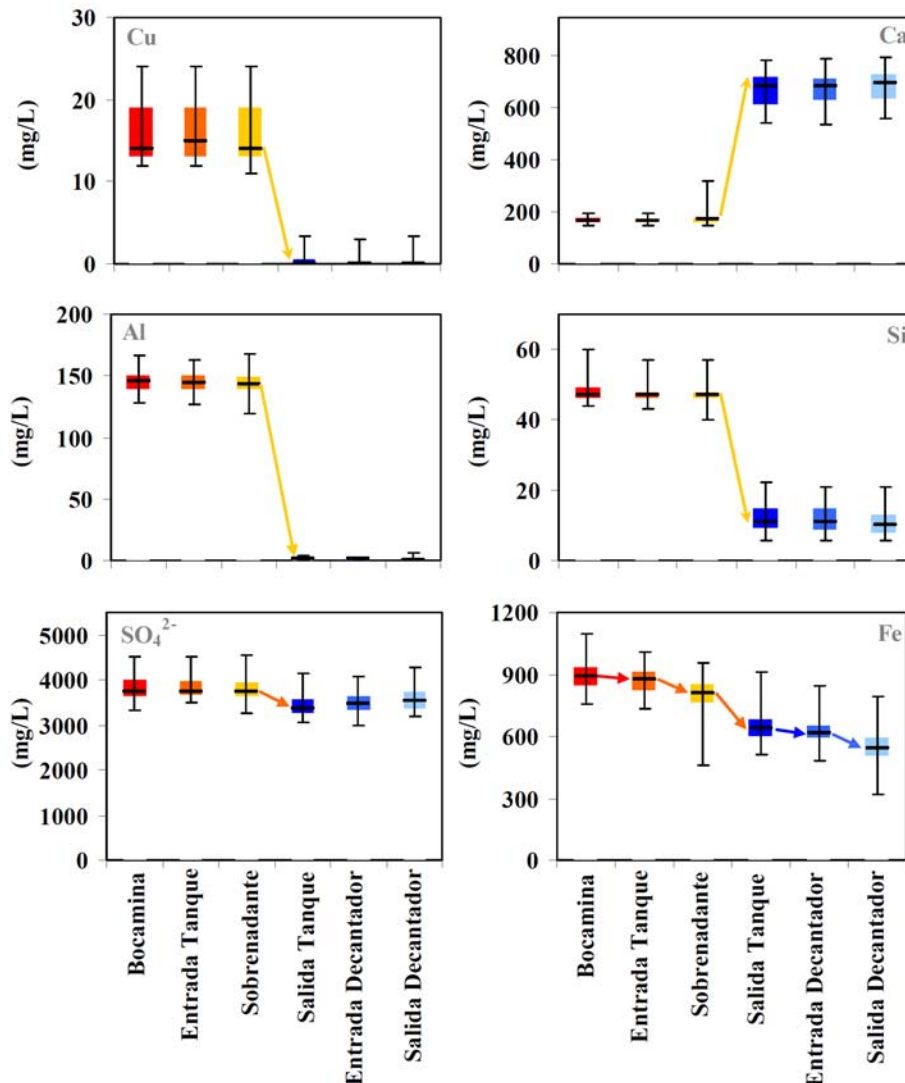 Cu
(mg/L)
30
20
10
0
Ca
(mg/L)
800
600
400
200
0
Al
(mg/L)
200
150
100
50
0
Si
(mg/L)
60
40
20
0
SO₄²⁻
(mg/L)
5000
4000
3000
2000
1000
0
Fe
(mg/L)
1200
900
600
300
0
Bocamina
Entrada Tanque
Sobrenadante
Salida Tanque
Entrada Decantador
Salida Decantador
Bocamina
Entrada Tanque
Sobrenadante
Salida Tanque
Entrada Decantador
Salida Decantador